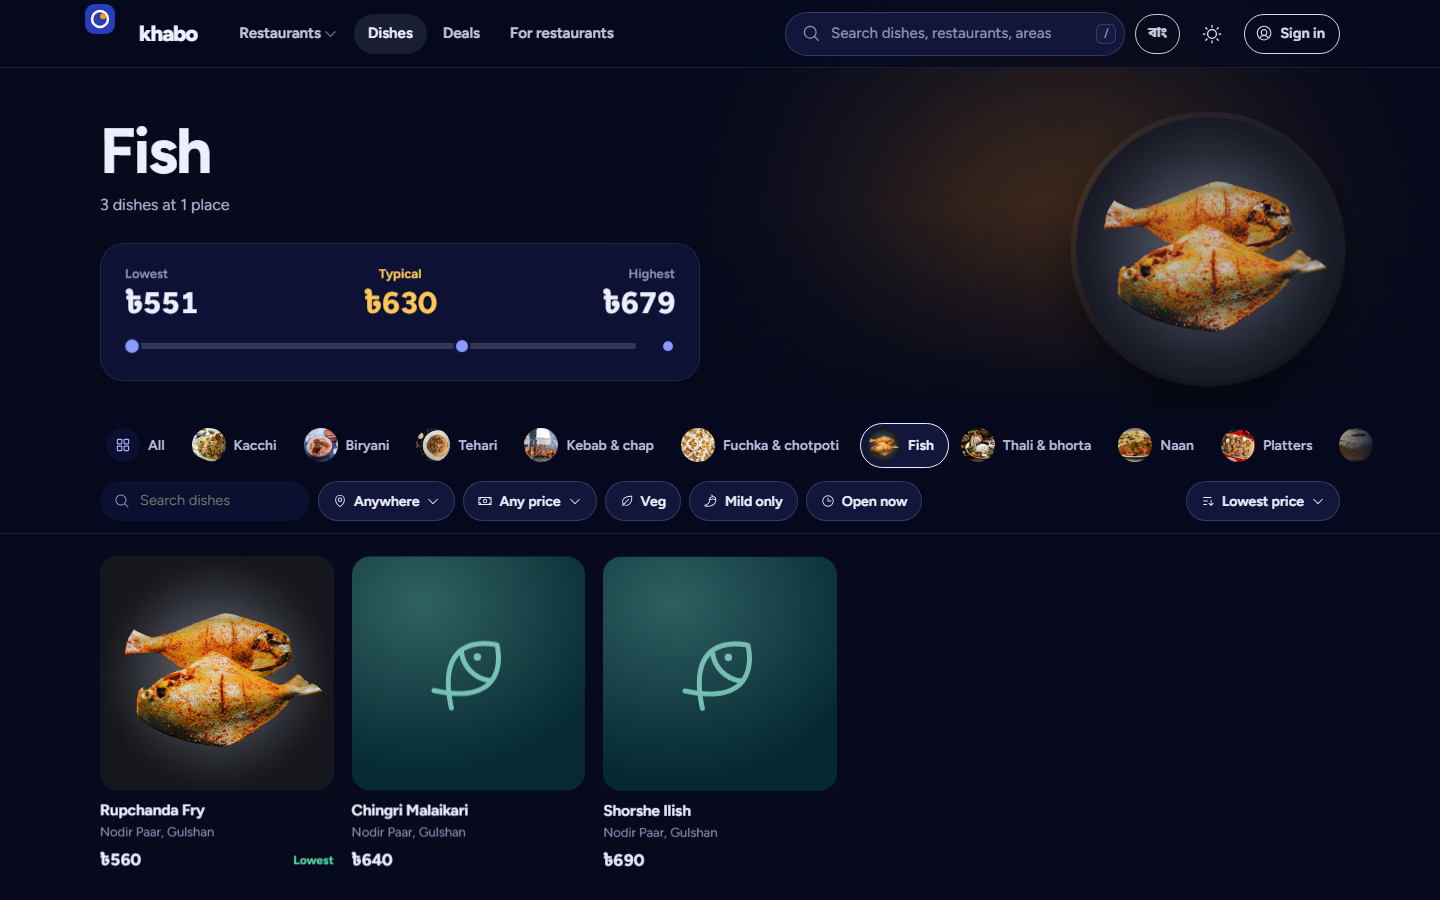 khabo
Restaurants
Dishes
Deals
For restaurants
Search dishes, restaurants, areas
/
বাং
Sign in
Fish
3 dishes at 1 place
Lowest
Typical
Highest
৳551
৳630
৳679
All
Kacchi
Biryani
Tehari
Kebab & chap
Fuchka & chotpoti
Fish
Thali & bhorta
Naan
Platters
Search dishes
Anywhere
Any price
Veg
Mild only
Open now
Lowest price
Rupchanda Fry
Nodir Paar, Gulshan
৳560
Lowest
Chingri Malaikari
Nodir Paar, Gulshan
৳640
Shorshe Ilish
Nodir Paar, Gulshan
৳690